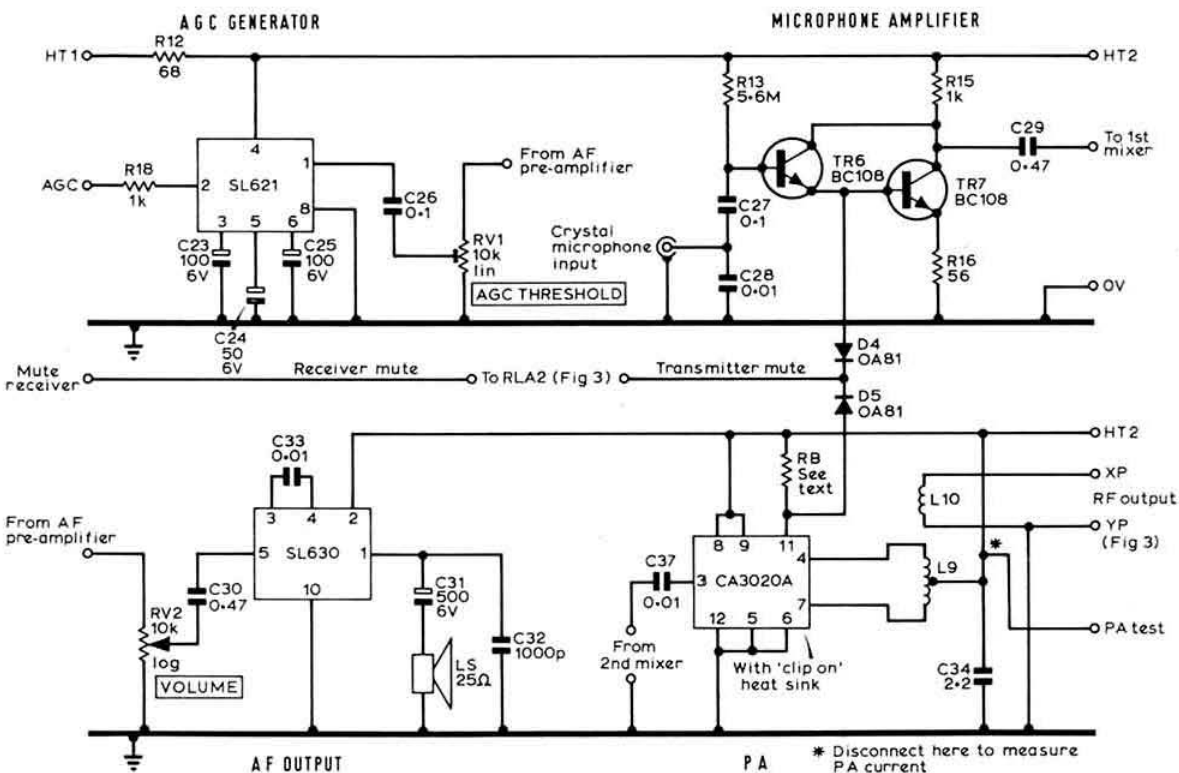 AGC GENERATOR
MICROPHONE AMPLIFIER
HT1
R12
68
HT2
R13
5·6M
R15
1k
C29
0·47
To 1st
mixer
AGC
R18
1k
4
2
SL621
1
8
3
5
6
C26
0·1
From AF
pre-amplifier
TR6
BC108
TR7
BC108
C23
100
6V
C25
100
6V
C24
50
6V
RV1
10k
lin
AGC THRESHOLD
Crystal
microphone
input
C27
0·1
C28
0·01
R16
56
0V
Mute
receiver
Receiver mute
To RLA2 (Fig 3)
Transmitter mute
D4
OA81
D5
OA81
HT2
C33
0·01
RB
See
text
XP
L10
RF output
YP
(Fig 3)
From AF
pre-amplifier
3
4
2
5
SL630
1
10
C30
0·47
RV2
10k
log
VOLUME
C31
500
6V
LS
25Ω
C32
1000p
C37
0·01
From
2nd mixer
8
9
11
3
CA3020A
4
7
12
5
6
With 'clip on'
heat sink
L9
*
PA test
C34
2·2
AF OUTPUT
PA
* Disconnect here to measure
PA current